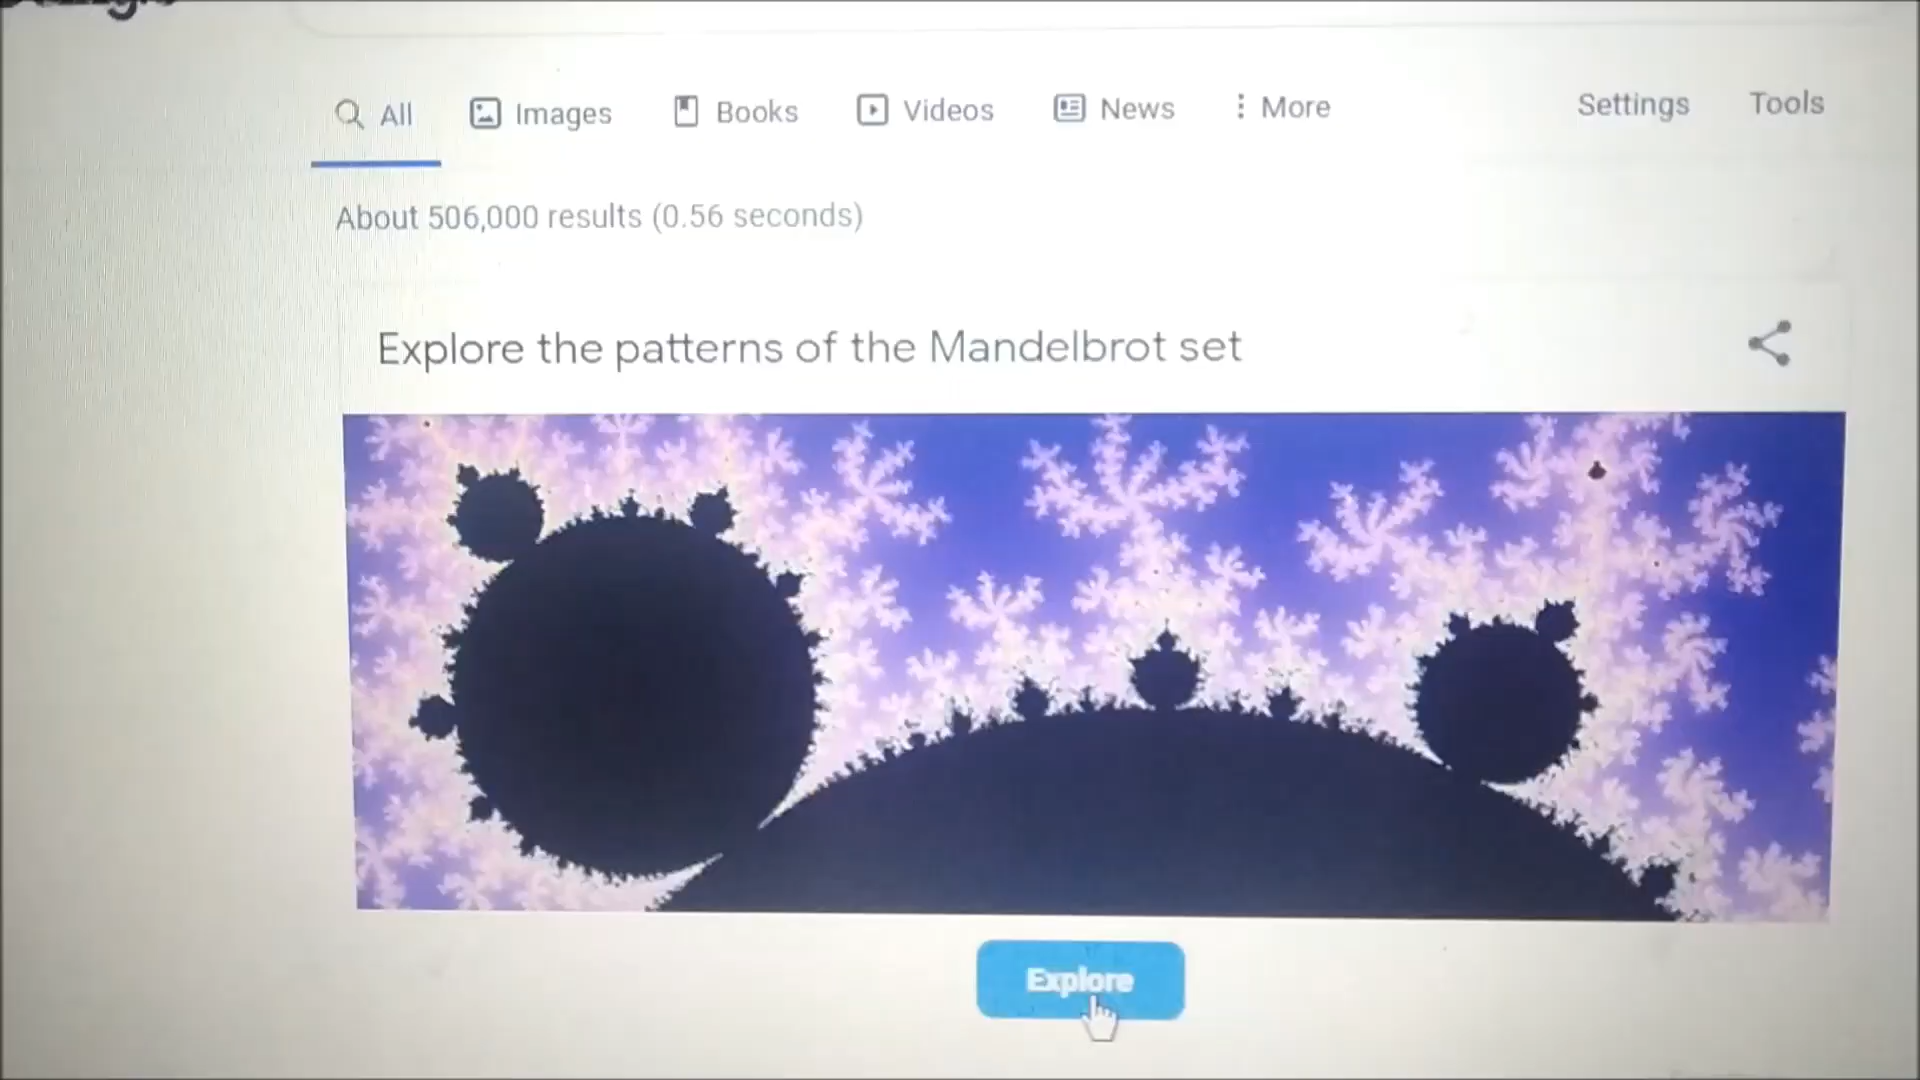 All Images Books Videos News More Settings Tools
About 506,000 results (0.56 seconds)
Explore the patterns of the Mandelbrot set
Explore